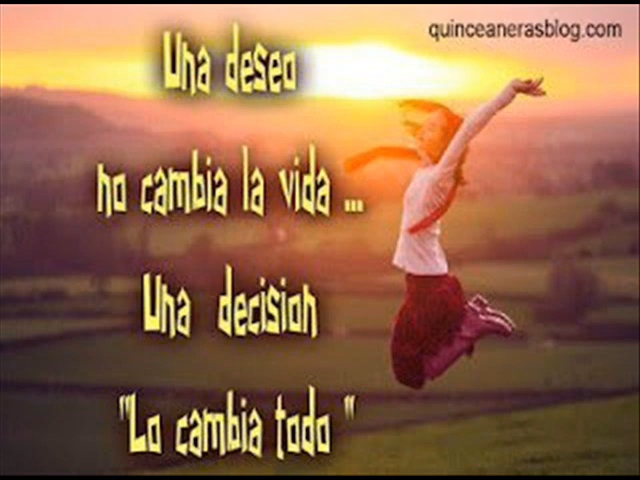 quinceanerasblog.com
Una deseo
no cambia la vida ...
Una decision
"Lo cambia todo "